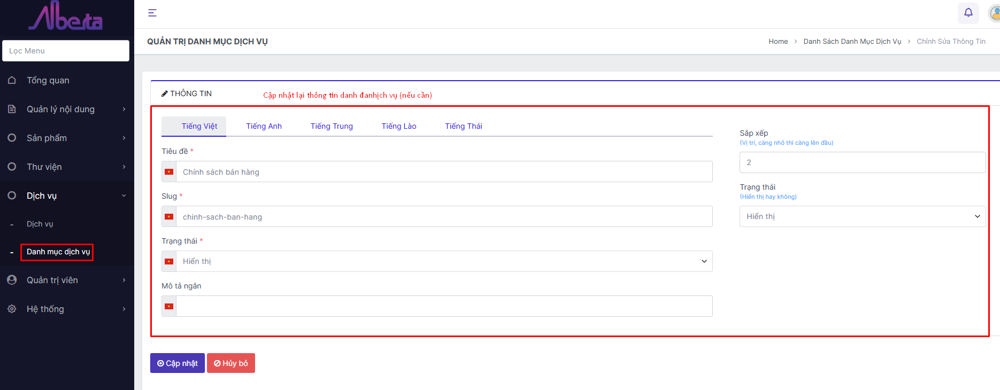 Alberta
Lọc Menu
Tổng quan
Quản lý nội dung
Sản phẩm
Thư viện
Dịch vụ
- Dịch vụ
- Danh mục dịch vụ
Quản trị viên
Hệ thống
QUẢN TRỊ DANH MỤC DỊCH VỤ
Home > Danh Sách Danh Mục Dịch Vụ > Chỉnh Sửa Thông Tin
THÔNG TIN
Cập nhật lại thông tin danh đanhịch vụ (nếu cần)
Tiếng Việt Tiếng Anh Tiếng Trung Tiếng Lào Tiếng Thái
Tiêu đề *
Chính sách bán hàng
Slug *
chinh-sach-ban-hang
Trạng thái *
Hiển thị
Mô tả ngắn
Sắp xếp
(Vị trí, càng nhỏ thì càng lên đầu)
2
Trạng thái
(Hiển thị hay không)
Hiển thị
Cập nhật Hủy bỏ